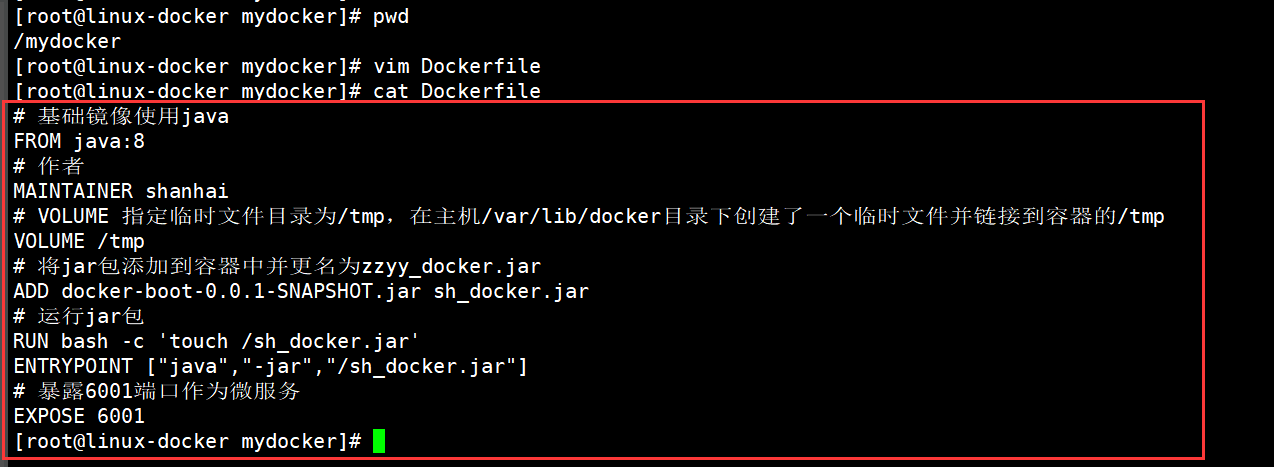 [root@linux-docker mydocker]# pwd
/mydocker
[root@linux-docker mydocker]# vim Dockerfile
[root@linux-docker mydocker]# cat Dockerfile
# 基础镜像使用java
FROM java:8
# 作者
MAINTAINER shanhai
# VOLUME 指定临时文件目录为/tmp，在主机/var/lib/docker目录下创建了一个临时文件并链接到容器的/tmp
VOLUME /tmp
# 将jar包添加到容器中并更名为zzyy_docker.jar
ADD docker-boot-0.0.1-SNAPSHOT.jar sh_docker.jar
# 运行jar包
RUN bash -c 'touch /sh_docker.jar'
ENTRYPOINT ["java","-jar","/sh_docker.jar"]
# 暴露6001端口作为微服务
EXPOSE 6001
[root@linux-docker mydocker]#